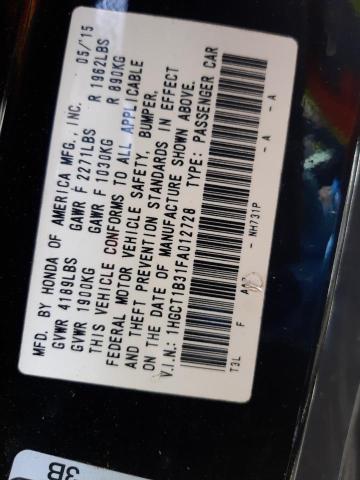 MFD. BY HONDA OF AMERICA MFG., INC. 05/'15
GVWR 4189LBS GAWR F 2271LBS R 1962LBS
GVWR 1900KG GAWR F 1030KG R 890KG
THIS VEHICLE CONFORMS TO ALL APPLICABLE
FEDERAL MOTOR VEHICLE SAFETY, BUMPER,
AND THEFT PREVENTION STANDARDS IN EFFECT
ON THE DATE OF MANUFACTURE SHOWN ABOVE.
V.I.N.: 1HGCT1B31FA012728 TYPE: PASSENGER CAR
T3L F - NH731P - A - A
3B